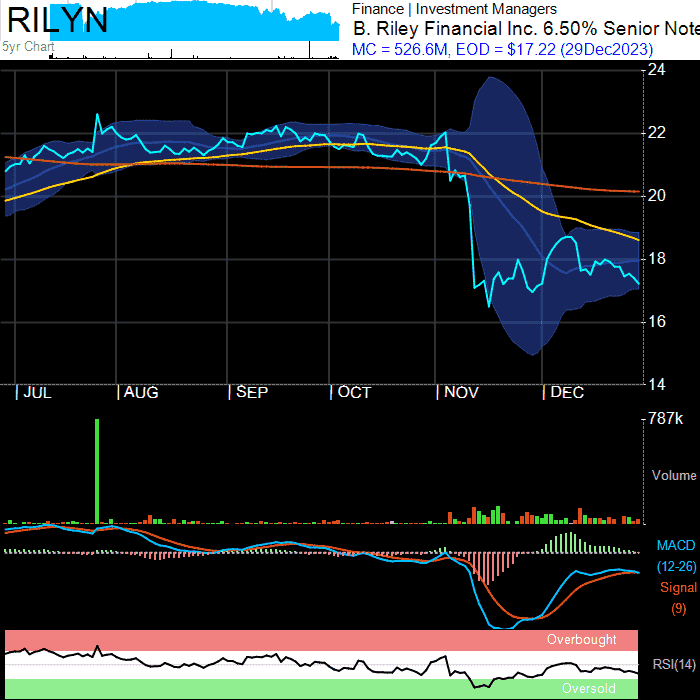 RILYN
Finance | Investment Managers
B. Riley Financial Inc. 6.50% Senior Note
5yr Chart
MC = 526.6M, EOD = $17.22 (29Dec2023)
24
22
20
18
16
14
JUL AUG SEP OCT NOV DEC
787k
Volume
MACD
(12-26)
Signal
(9)
Overbought
RSI(14)
Oversold